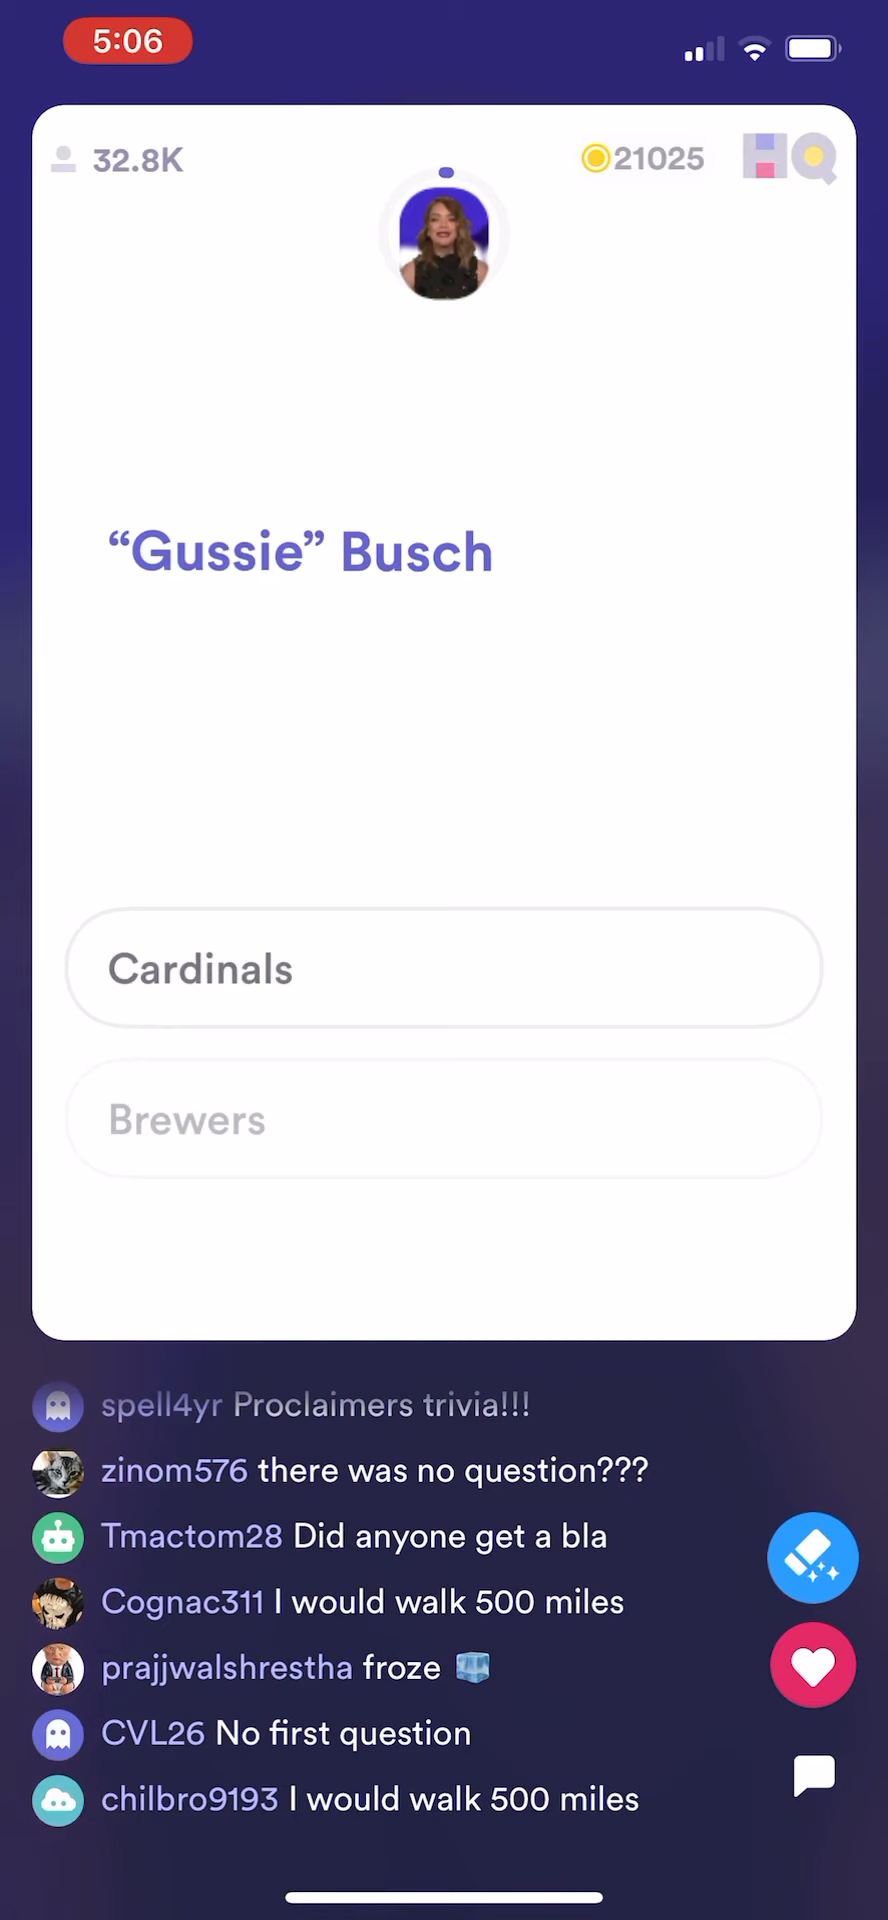 5:06
32.8K
21025
HQ
“Gussie” Busch
Cardinals
Brewers
spell4yr Proclaimers trivia!!!
zinom576 there was no question???
Tmactom28 Did anyone get a bla
Cognac311 I would walk 500 miles
prajjwalshrestha froze 🧊
CVL26 No first question
chilbro9193 I would walk 500 miles